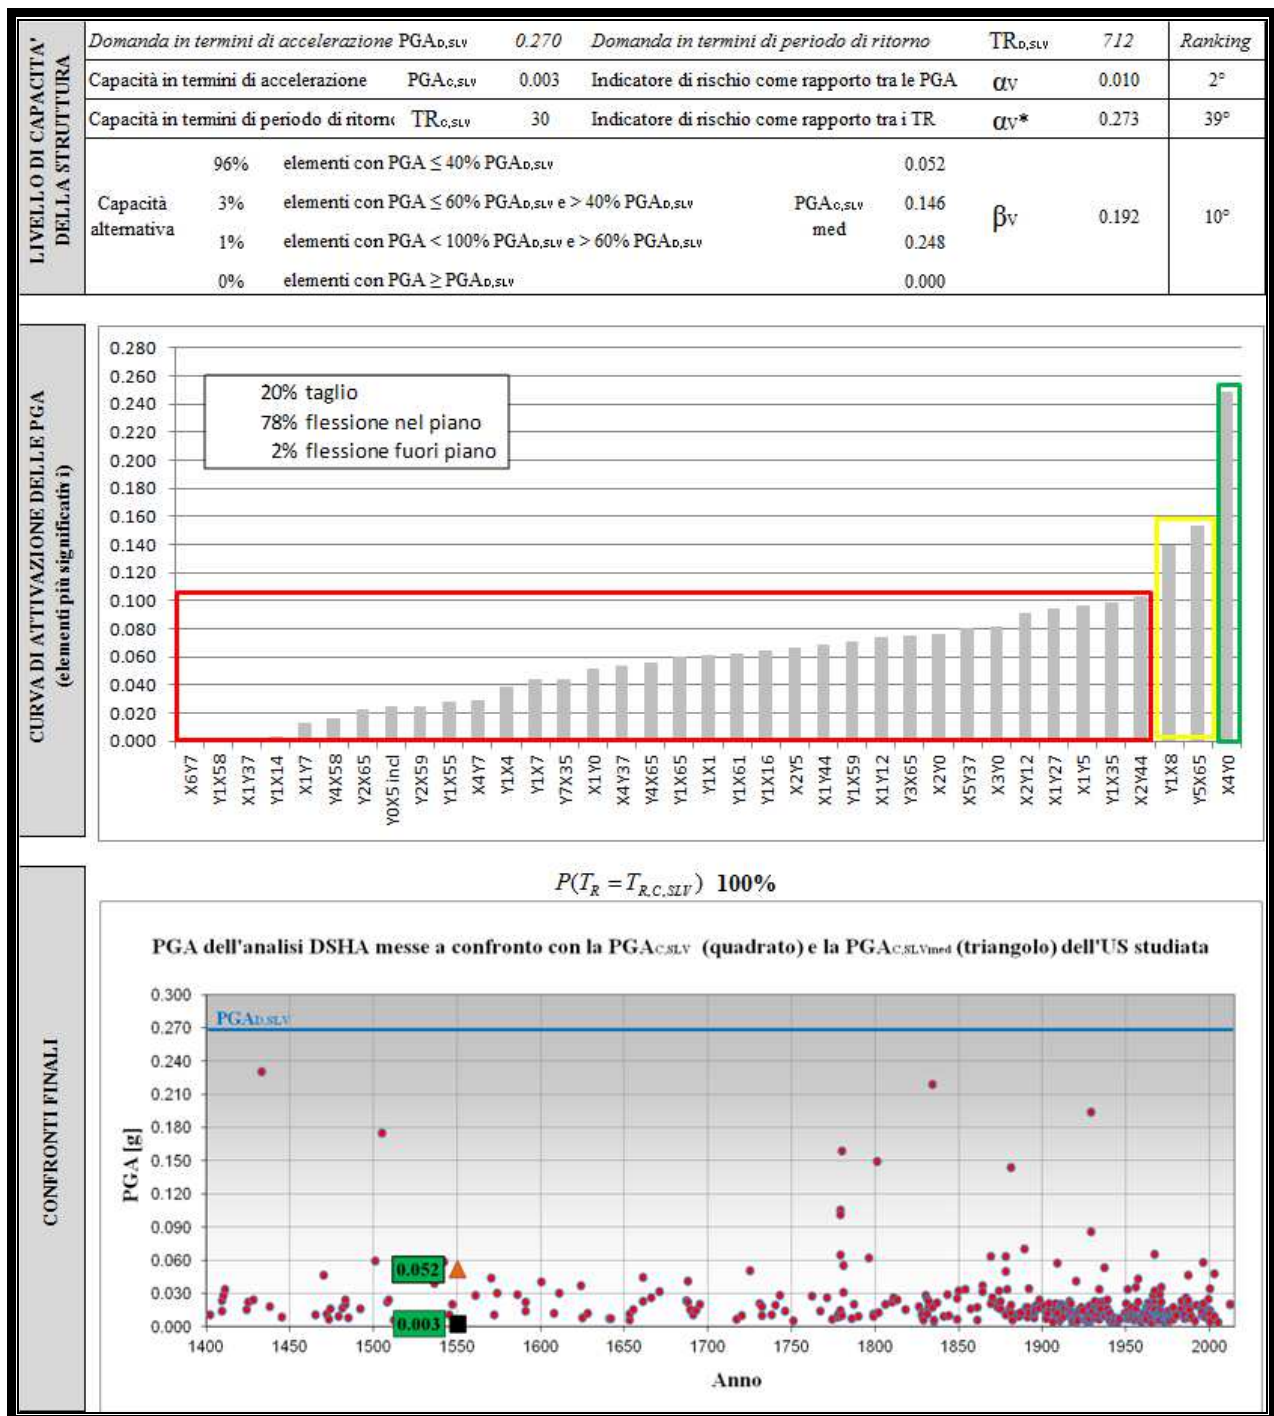 LIVELLO DI CAPACITA'
DELLA STRUTTURA
Domanda in termini di accelerazione PGAD,SLV 0.270 Domanda in termini di periodo di ritorno TRD,SLV 712 Ranking
Capacità in termini di accelerazione PGAC,SLV 0.003 Indicatore di rischio come rapporto tra le PGA αV 0.010 2°
Capacità in termini di periodo di ritorno TRC,SLV 30 Indicatore di rischio come rapporto tra i TR αV* 0.273 39°
Capacità
alternativa
96% elementi con PGA ≤ 40% PGAD,SLV 0.052
3% elementi con PGA ≤ 60% PGAD,SLV e > 40% PGAD,SLV 0.146
1% elementi con PGA < 100% PGAD,SLV e > 60% PGAD,SLV 0.248
0% elementi con PGA ≥ PGAD,SLV 0.000
PGAC,SLV
med
βV 0.192 10°
CURVA DI ATTIVAZIONE DELLE PGA
(elementi più significativi)
0.280
0.260
0.240
0.220
0.200
0.180
0.160
0.140
0.120
0.100
0.080
0.060
0.040
0.020
0.000
20% taglio
78% flessione nel piano
2% flessione fuori piano
X6Y7
Y1X58
X1Y37
Y1X14
X1Y7
Y4X58
Y2X65
Y0X5 incl
Y2X59
Y1X55
X4Y7
Y1X4
Y1X7
Y7X35
X1Y0
X4Y37
Y4X65
Y1X65
Y1X1
Y1X61
Y1X16
X2Y5
X1Y44
Y1X59
X1Y12
Y3X65
X2Y0
X5Y37
X3Y0
X2Y12
X1Y27
X1Y5
Y1X35
X2Y44
Y1X8
Y5X65
X4Y0
CONFRONTI FINALI
P(TR = TR,C,SLV) 100%
PGA dell'analisi DSHA messe a confronto con la PGAC,SLV (quadrato) e la PGAC,SLVmed (triangolo) dell'US studiata
PGA [g]
0.300
0.270
0.240
0.210
0.180
0.150
0.120
0.090
0.060
0.030
0.000
PGAD,SLV
0.052
0.003
1400 1450 1500 1550 1600 1650 1700 1750 1800 1850 1900 1950 2000
Anno